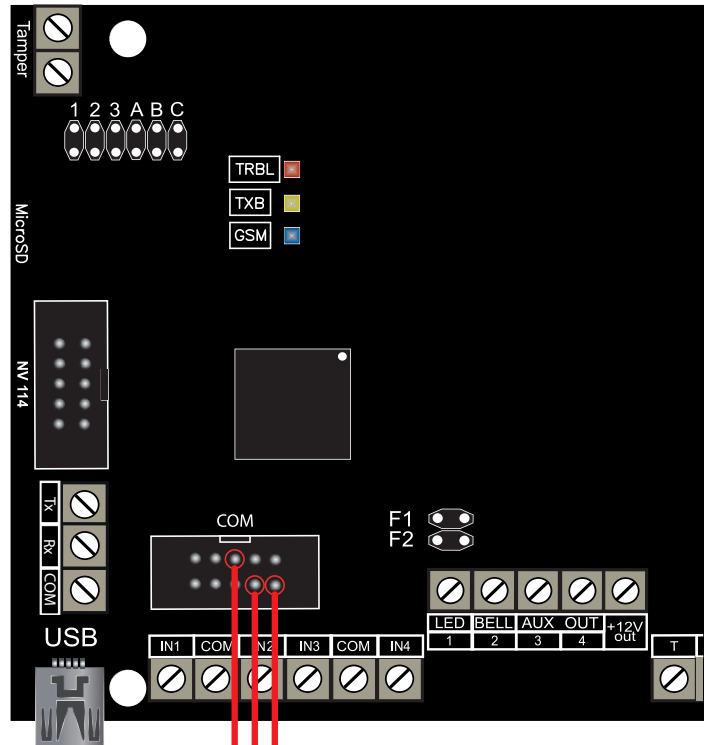 Tamper
1 2 3 A B C
TRBL
TXB
GSM
MicroSD
NV 114
Tx
Rx
COM
COM
F1
F2
USB
IN1 COM IN2 IN3 COM IN4
LED BELL AUX OUT +12V out
1 2 3 4
T